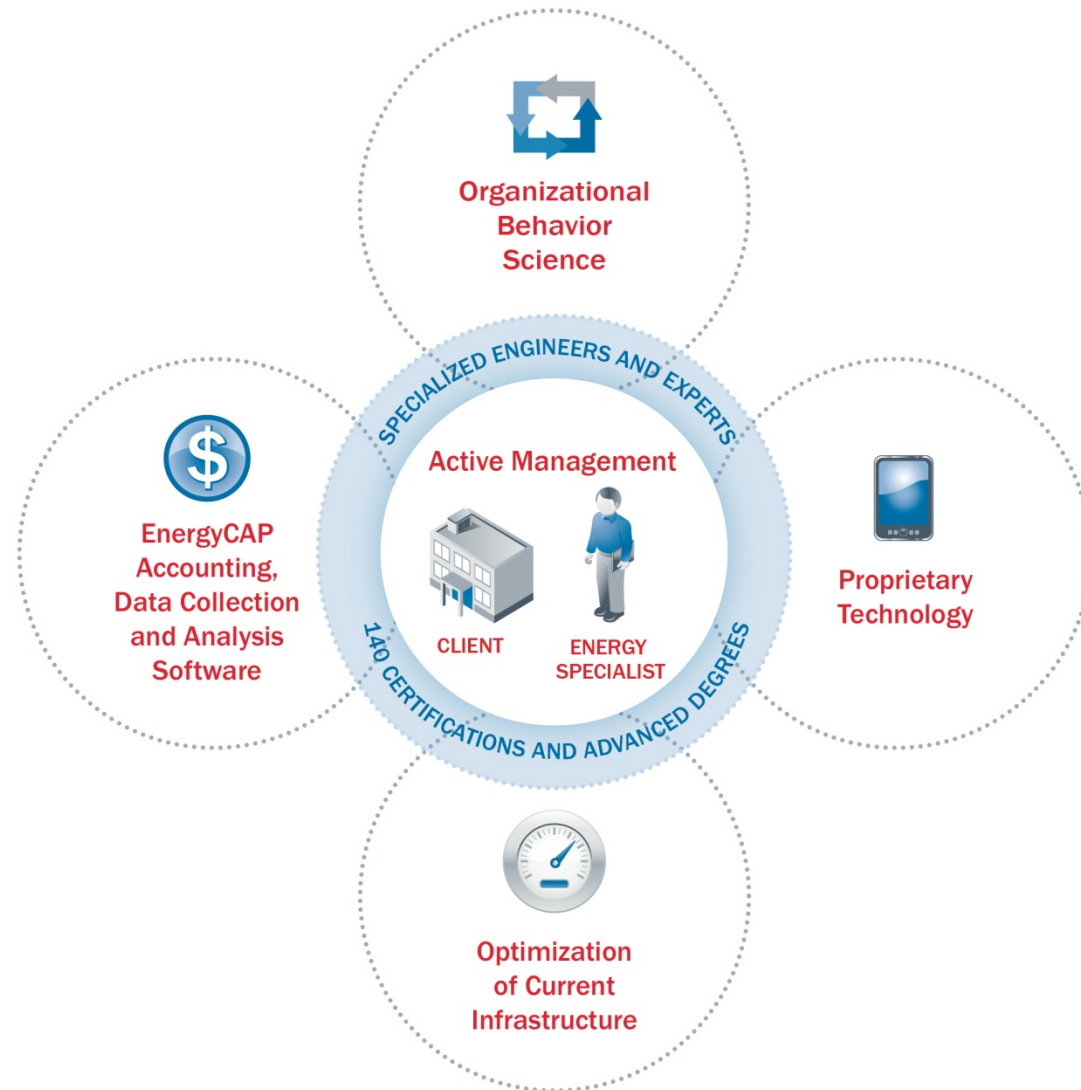 Organizational
Behavior
Science
SPECIALIZED ENGINEERS AND EXPERTS
Active Management
CLIENT
ENERGY
SPECIALIST
140 CERTIFICATIONS AND ADVANCED DEGREES
$
EnergyCAP
Accounting,
Data Collection
and Analysis
Software
Proprietary
Technology
Optimization
of Current
Infrastructure